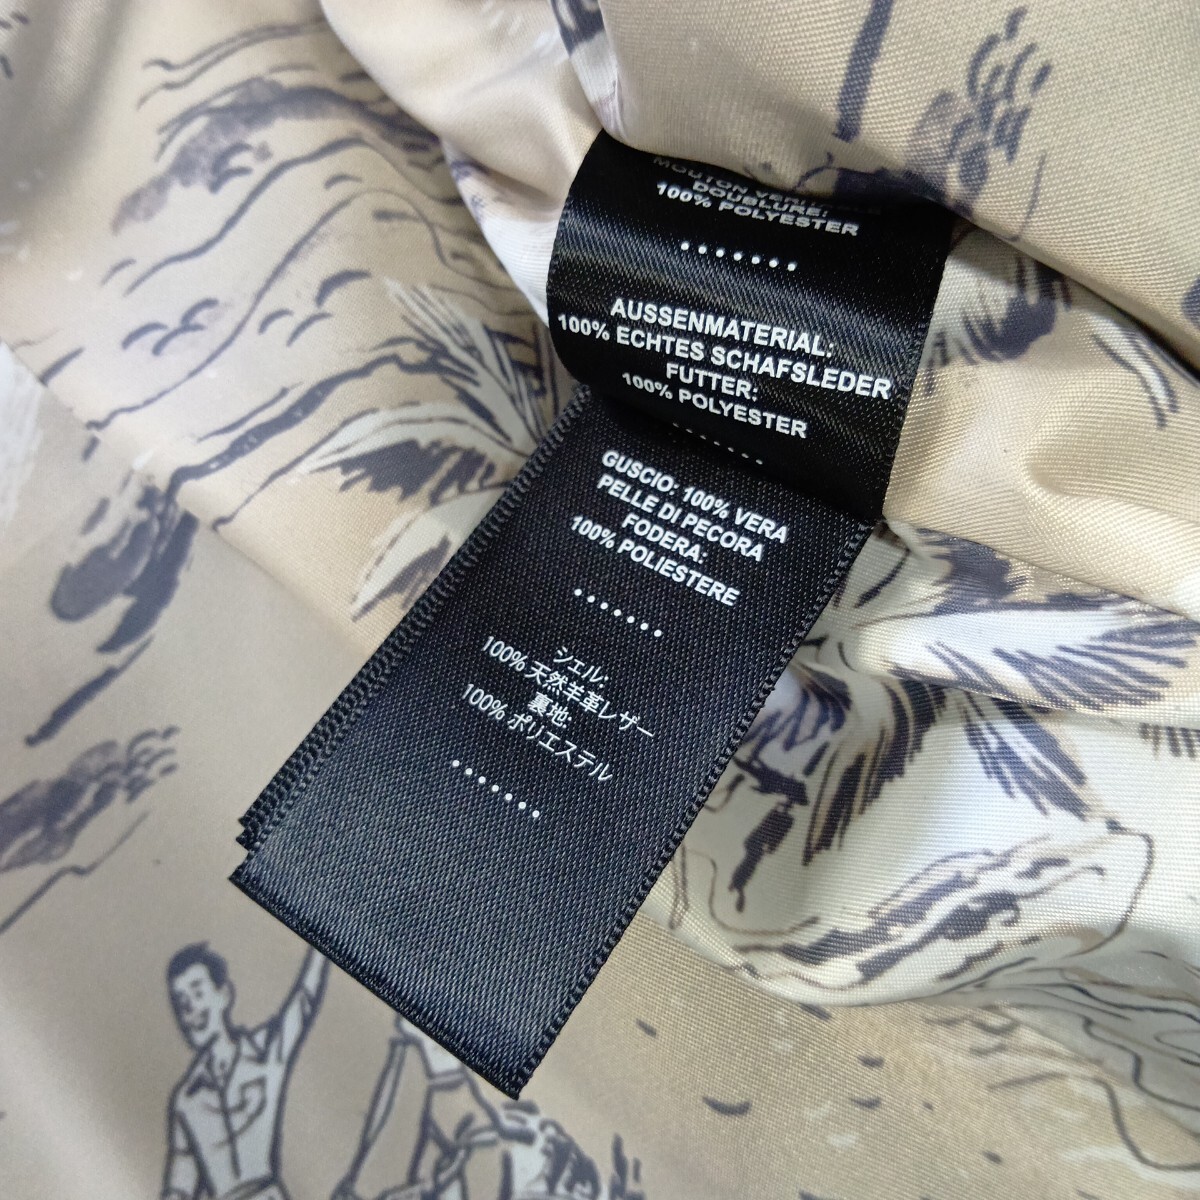 MOUTON
DOUBLURE:
100% POLYESTER
AUSSENMATERIAL:
100% ECHTES SCHAFSLEDER
FUTTER:
100% POLYESTER
GUSCIO: 100% VERA
PELLE DI PECORA
FODERA:
100% POLIESTERE
シェル:
100% 天然羊革レザー
裏地:
100% ポリエステル